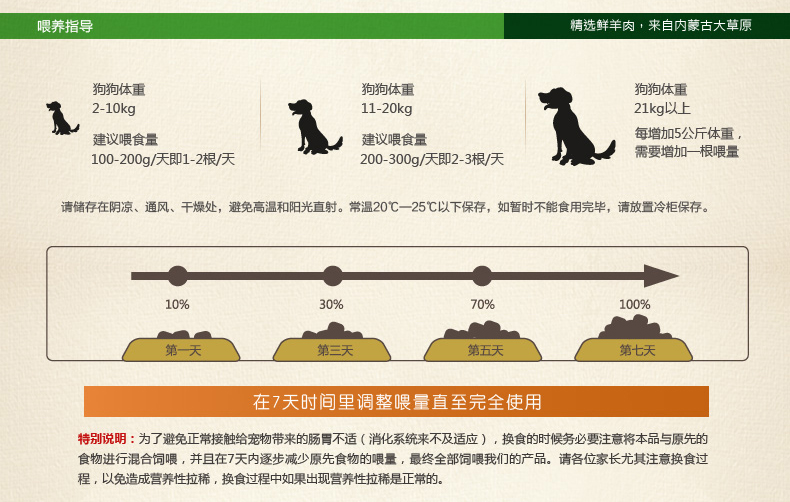 喂养指导
精选鲜羊肉，来自内蒙古大草原
狗狗体重
2-10kg
建议喂食量
100-200g/天即1-2根/天
狗狗体重
11-20kg
建议喂食量
200-300g/天即2-3根/天
狗狗体重
21kg以上
每增加5公斤体重，
需要增加一根喂量
请储存在阴凉、通风、干燥处，避免高温和阳光直射。常温20℃—25℃以下保存，如暂时不能食用完毕，请放置冷柜保存。
10%
30%
70%
100%
第一天
第三天
第五天
第七天
在7天时间里调整喂量直至完全使用
特别说明：为了避免正常接触给宠物带来的肠胃不适（消化系统来不及适应），换食的时候务必要注意将本品与原先的
食物进行混合饲喂，并且在7天内逐步减少原先食物的喂量，最终全部饲喂我们的产品。请各位家长尤其注意换食过
程，以免造成营养性拉稀，换食过程中如果出现营养性拉稀是正常的。